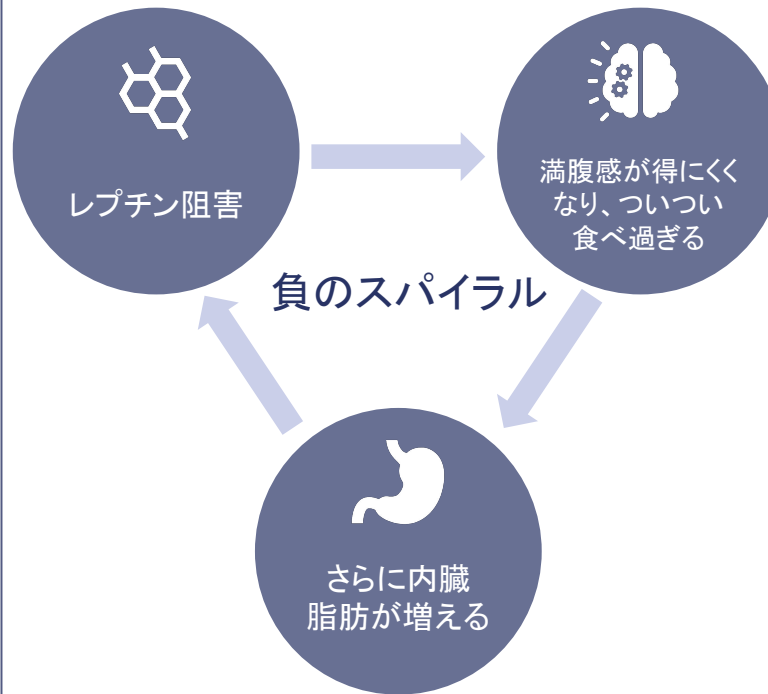 レプチン阻害
満腹感が得にくく
なり、ついつい
食べ過ぎる
負のスパイラル
さらに内臓
脂肪が増える